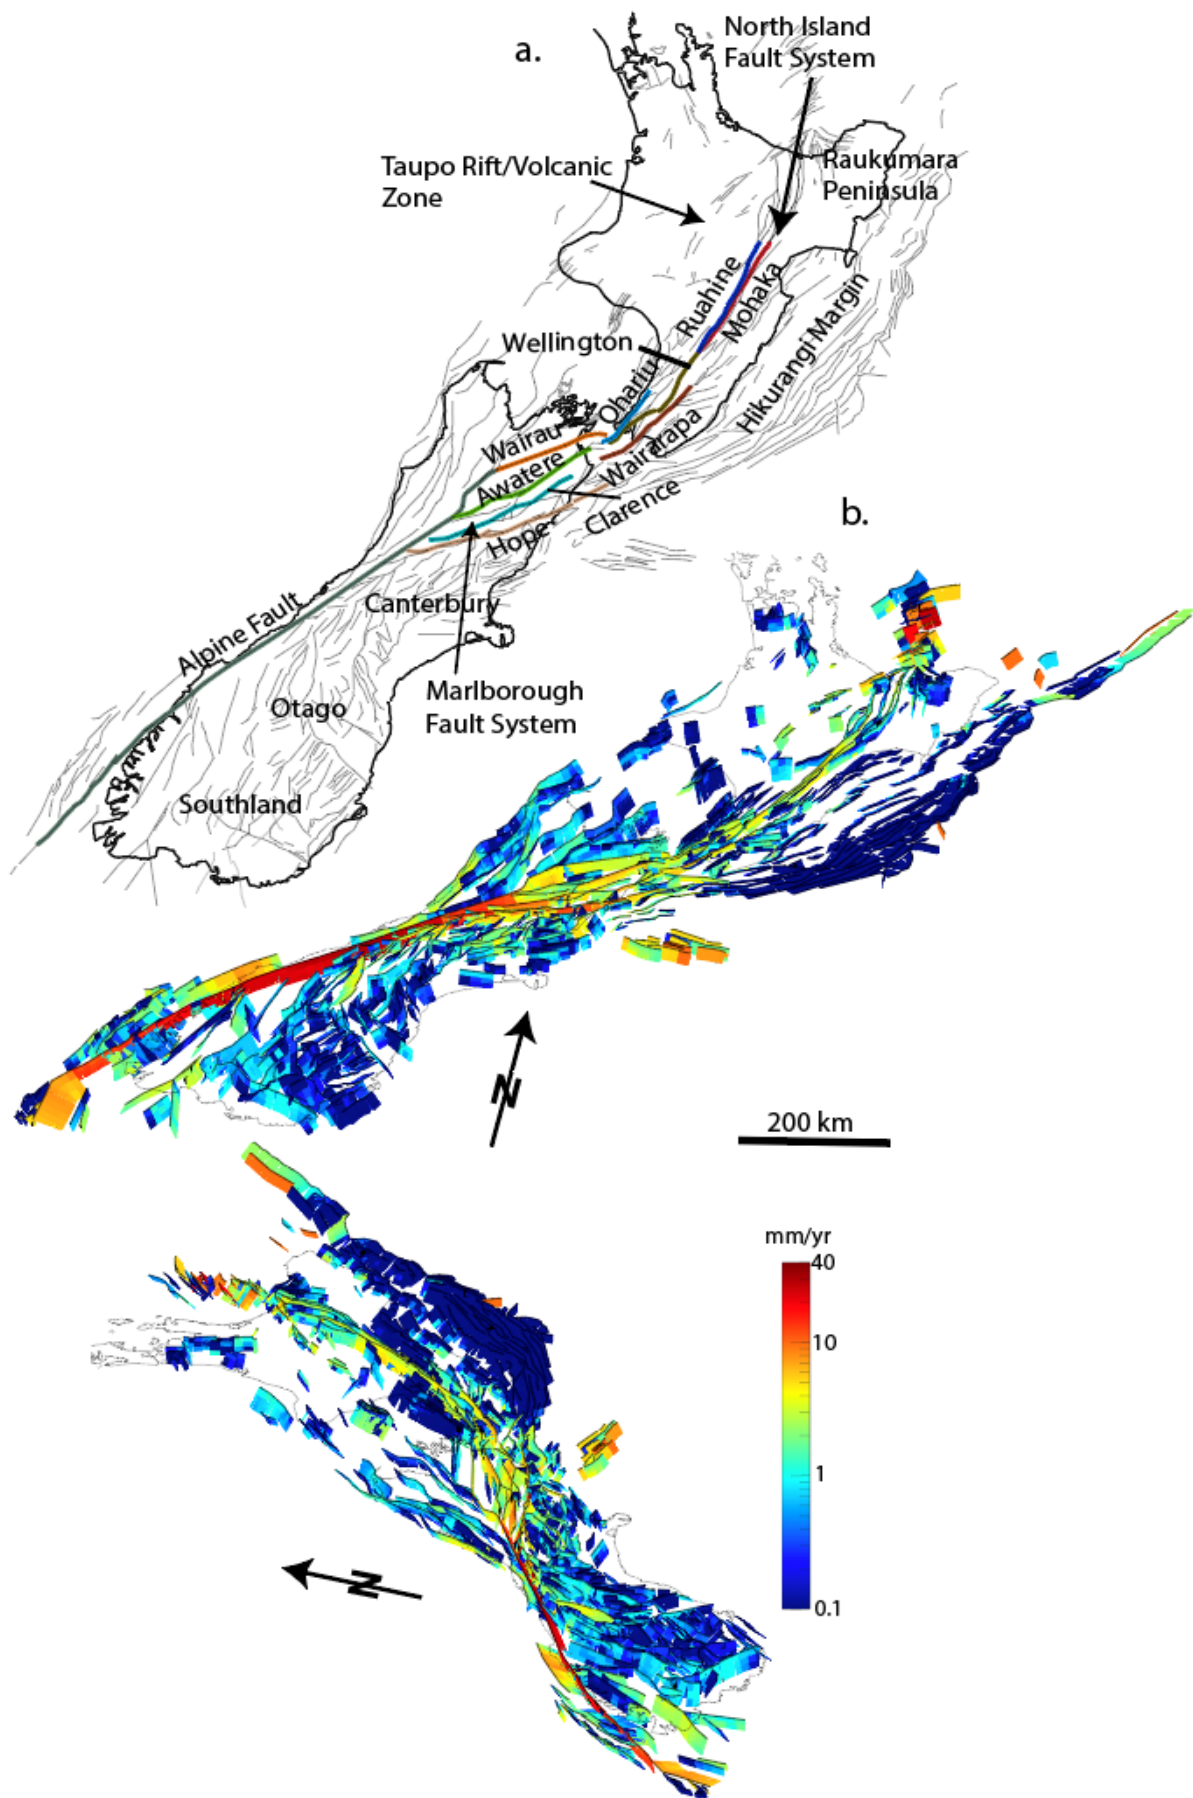 a.
North Island
Fault System
Taupo Rift/Volcanic
Zone
Raukumara
Peninsula
Ruahine
Mohaka
Wellington
Hikurangi Margin
Ohariu
Wairau
Wairarapa
Awatere
Clarence
Hope
b.
Alpine Fault
Canterbury
Marlborough
Fault System
Otago
Southland
N
200 km
mm/yr
40
10
1
0.1
N